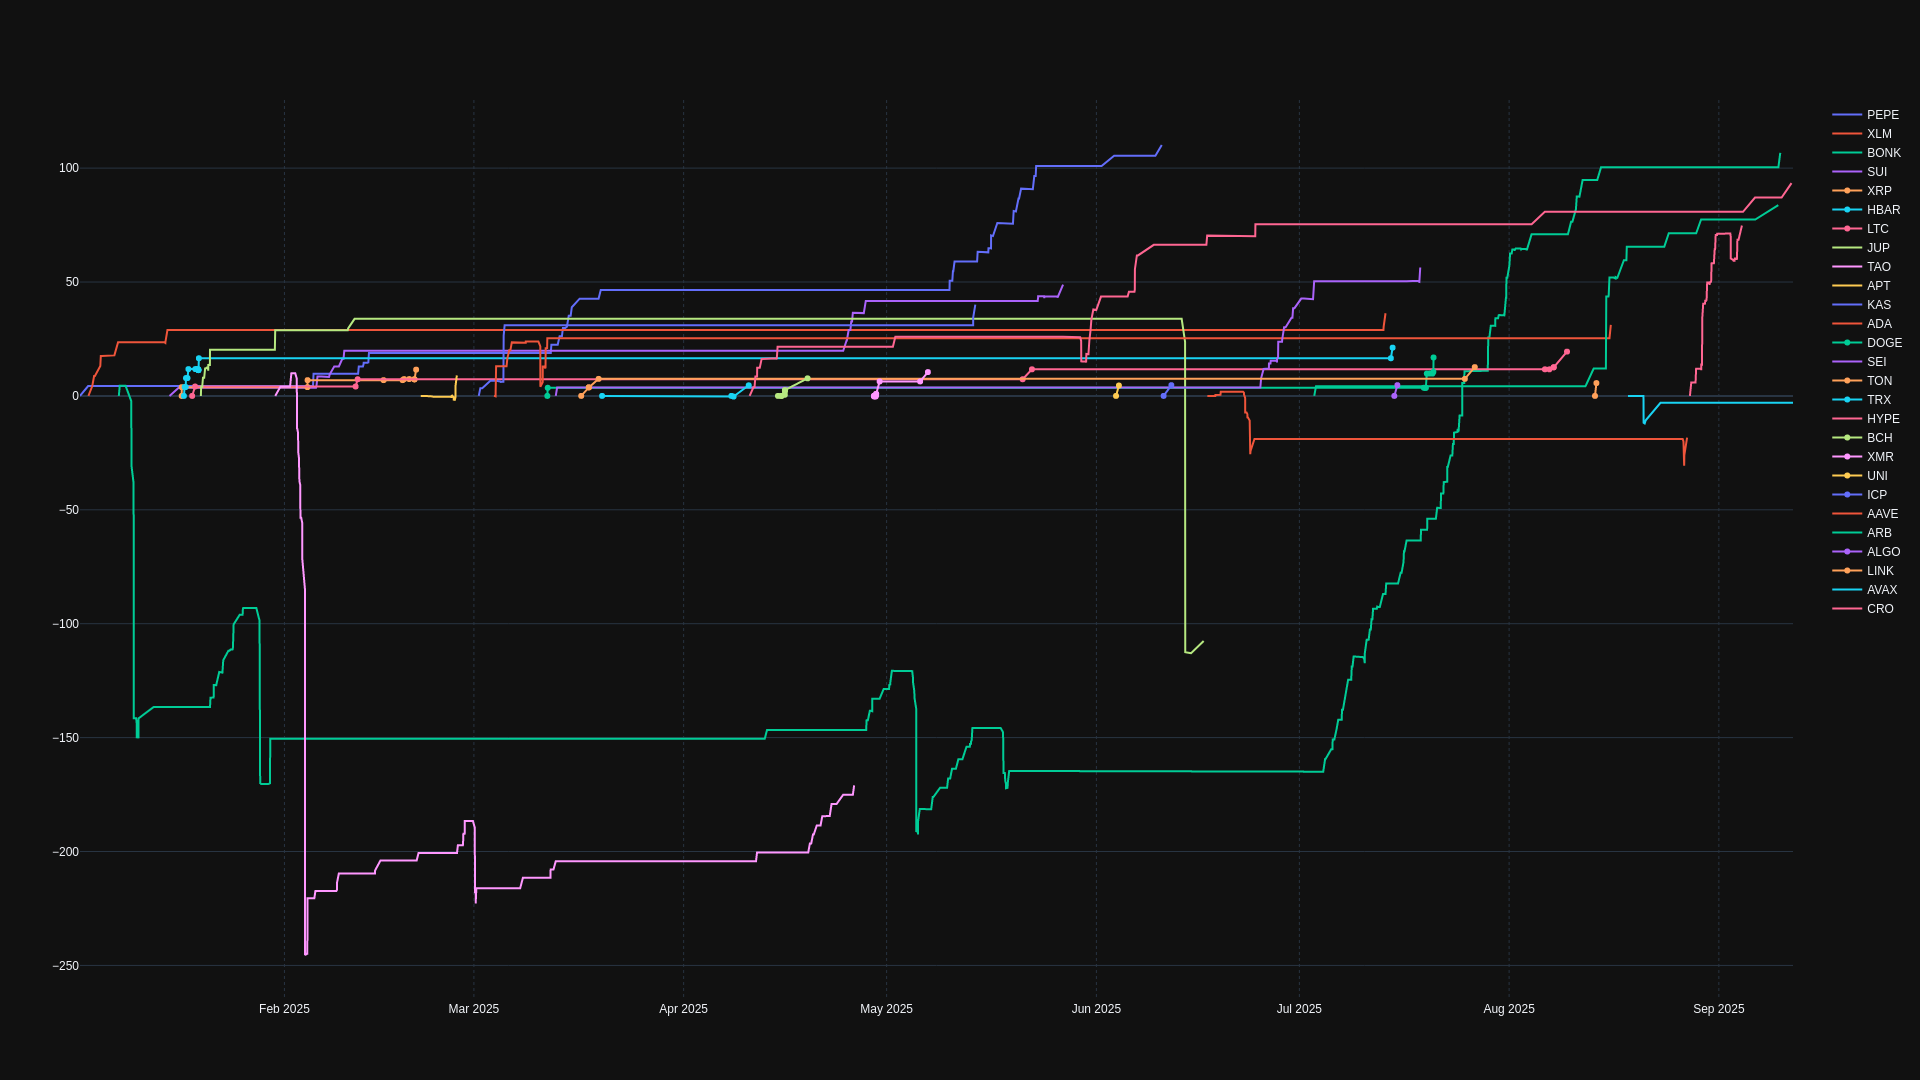 100
50
0
−50
−100
−150
−200
−250
Feb 2025
Mar 2025
Apr 2025
May 2025
Jun 2025
Jul 2025
Aug 2025
Sep 2025
PEPE
XLM
BONK
SUI
XRP
HBAR
LTC
JUP
TAO
APT
KAS
ADA
DOGE
SEI
TON
TRX
HYPE
BCH
XMR
UNI
ICP
AAVE
ARB
ALGO
LINK
AVAX
CRO